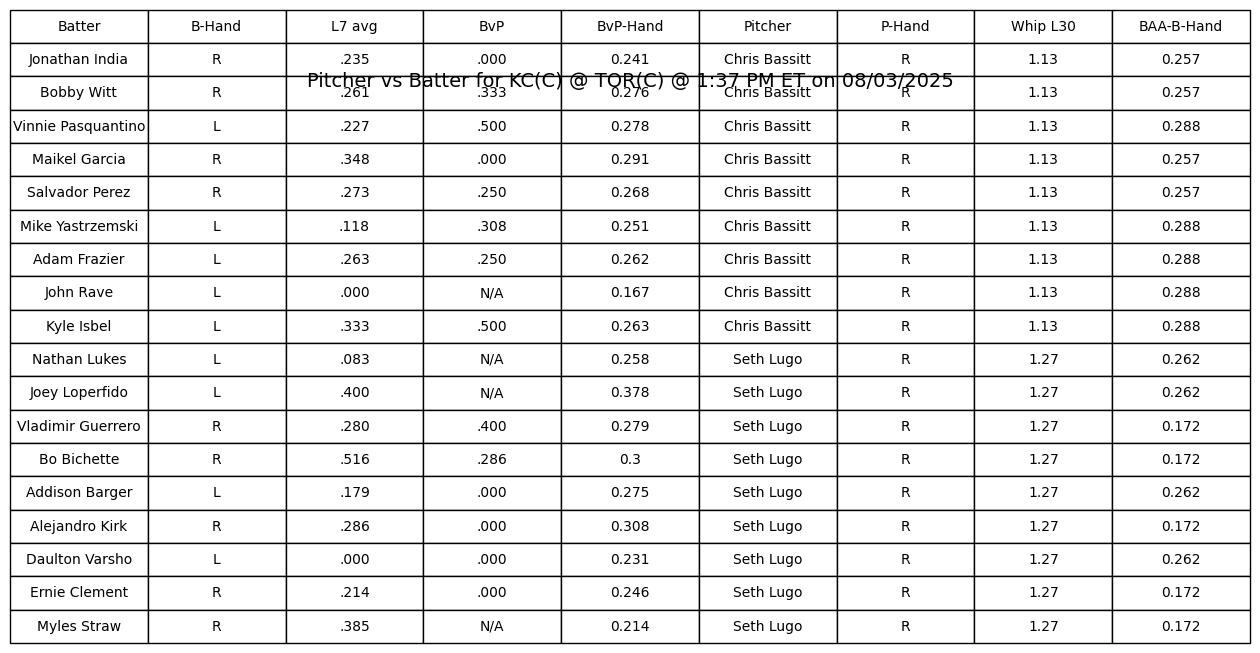 Batter B-Hand L7 avg BvP BvP-Hand Pitcher P-Hand Whip L30 BAA-B-Hand
Jonathan India R .235 .000 0.241 Chris Bassitt R 1.13 0.257
Pitcher vs Batter for KC(C) @ TOR(C) @ 1:37 PM ET on 08/03/2025
Bobby Witt R .261 .333 0.276 Chris Bassitt R 1.13 0.257
Vinnie Pasquantino L .227 .500 0.278 Chris Bassitt R 1.13 0.288
Maikel Garcia R .348 .000 0.291 Chris Bassitt R 1.13 0.257
Salvador Perez R .273 .250 0.268 Chris Bassitt R 1.13 0.257
Mike Yastrzemski L .118 .308 0.251 Chris Bassitt R 1.13 0.288
Adam Frazier L .263 .250 0.262 Chris Bassitt R 1.13 0.288
John Rave L .000 N/A 0.167 Chris Bassitt R 1.13 0.288
Kyle Isbel L .333 .500 0.263 Chris Bassitt R 1.13 0.288
Nathan Lukes L .083 N/A 0.258 Seth Lugo R 1.27 0.262
Joey Loperfido L .400 N/A 0.378 Seth Lugo R 1.27 0.262
Vladimir Guerrero R .280 .400 0.279 Seth Lugo R 1.27 0.172
Bo Bichette R .516 .286 0.3 Seth Lugo R 1.27 0.172
Addison Barger L .179 .000 0.275 Seth Lugo R 1.27 0.262
Alejandro Kirk R .286 .000 0.308 Seth Lugo R 1.27 0.172
Daulton Varsho L .000 .000 0.231 Seth Lugo R 1.27 0.262
Ernie Clement R .214 .000 0.246 Seth Lugo R 1.27 0.172
Myles Straw R .385 N/A 0.214 Seth Lugo R 1.27 0.172